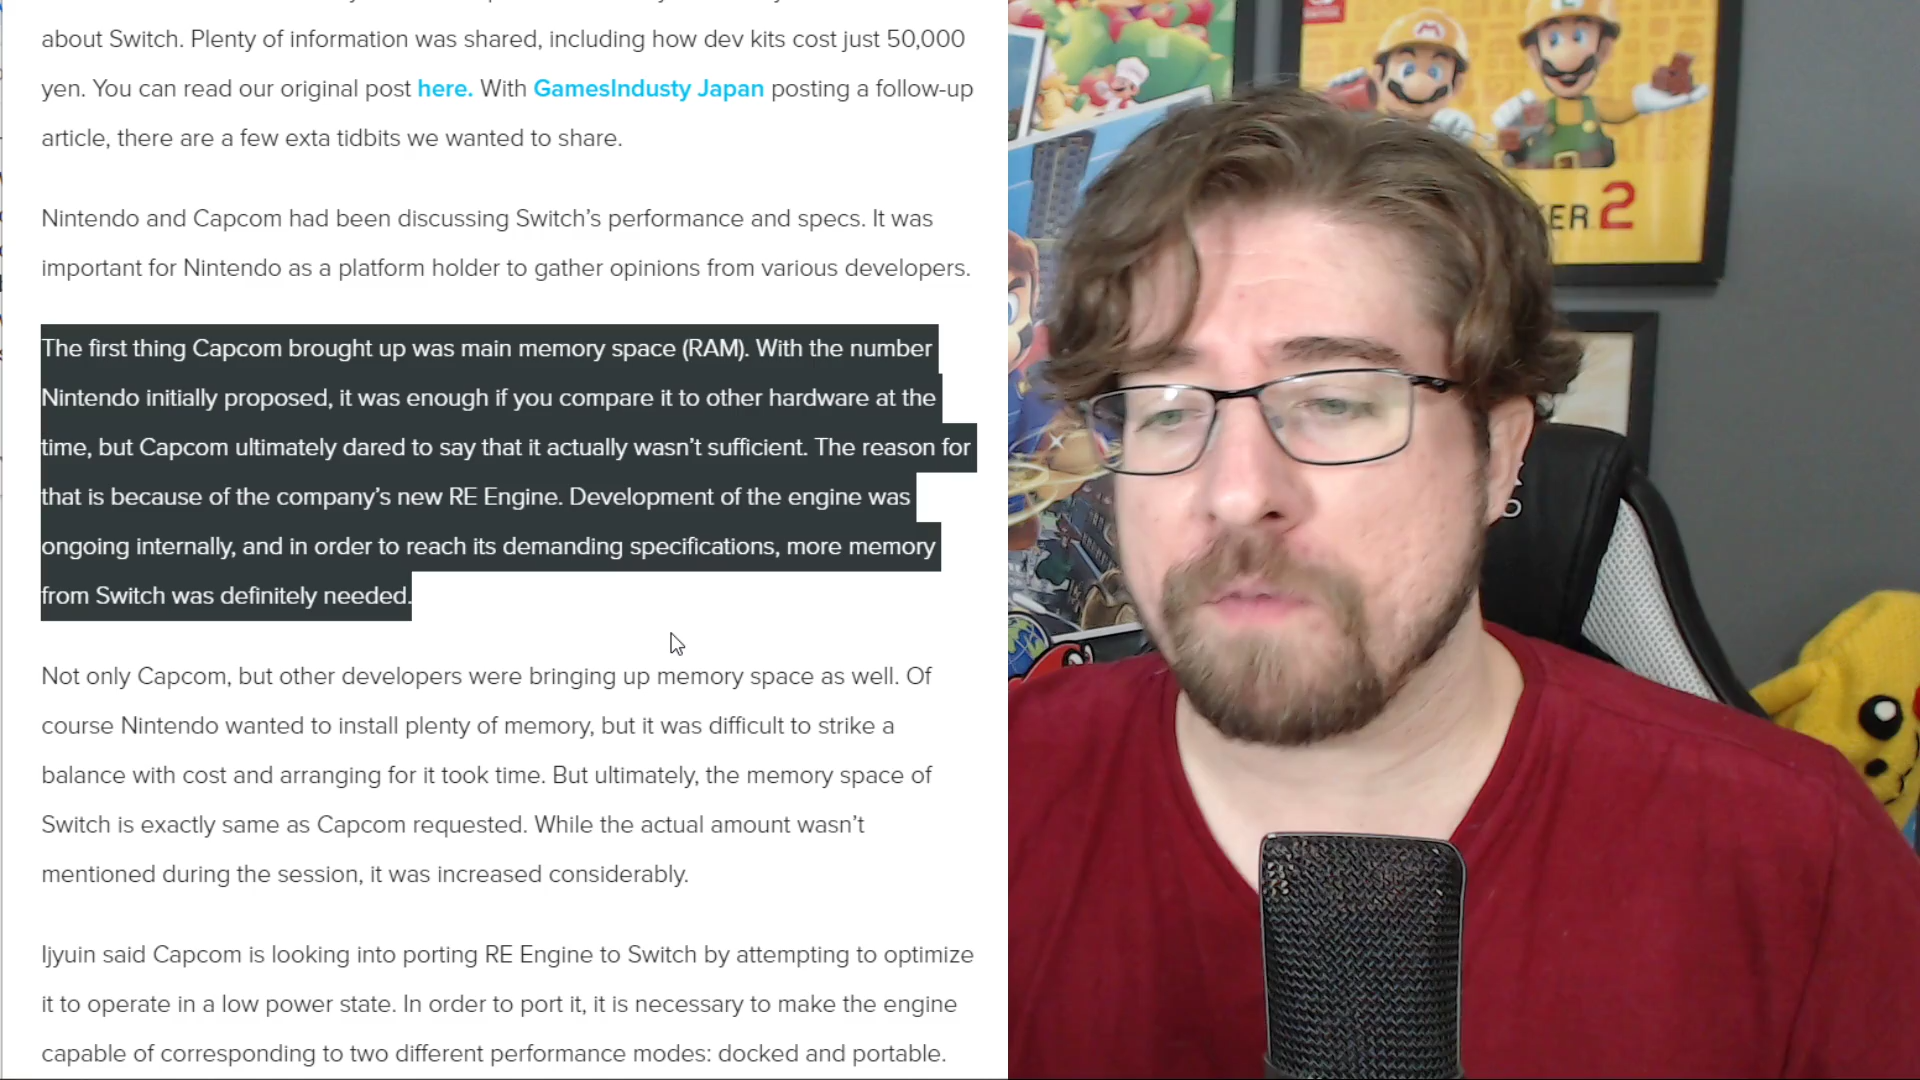 about Switch. Plenty of information was shared, including how dev kits cost just 50,000
yen. You can read our original post here. With GamesIndusty Japan posting a follow-up
article, there are a few exta tidbits we wanted to share.
Nintendo and Capcom had been discussing Switch’s performance and specs. It was
important for Nintendo as a platform holder to gather opinions from various developers.
The first thing Capcom brought up was main memory space (RAM). With the number
Nintendo initially proposed, it was enough if you compare it to other hardware at the
time, but Capcom ultimately dared to say that it actually wasn’t sufficient. The reason for
that is because of the company’s new RE Engine. Development of the engine was
ongoing internally, and in order to reach its demanding specifications, more memory
from Switch was definitely needed.
Not only Capcom, but other developers were bringing up memory space as well. Of
course Nintendo wanted to install plenty of memory, but it was difficult to strike a
balance with cost and arranging for it took time. But ultimately, the memory space of
Switch is exactly same as Capcom requested. While the actual amount wasn’t
mentioned during the session, it was increased considerably.
Ijyuin said Capcom is looking into porting RE Engine to Switch by attempting to optimize
it to operate in a low power state. In order to port it, it is necessary to make the engine
capable of corresponding to two different performance modes: docked and portable.
ER 2